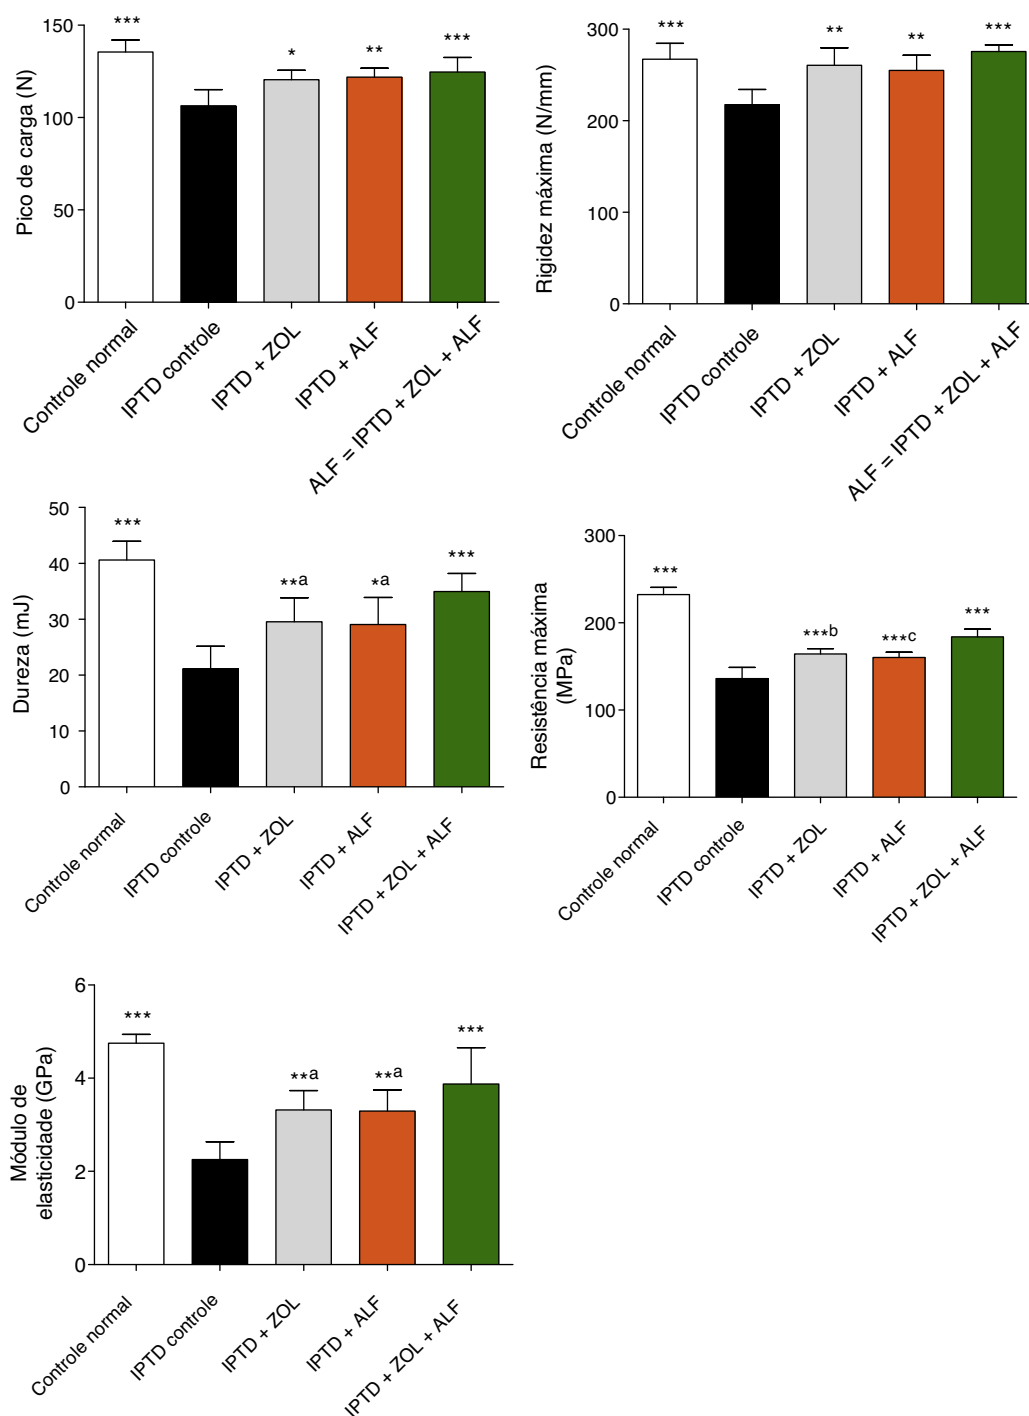 Pico de carga (N)
150
100
50
0
***
*
**
***
Controle normal
IPTD controle
IPTD + ZOL
IPTD + ALF
ALF = IPTD + ZOL + ALF
Rigidez máxima (N/mm)
300
200
100
0
***
**
**
***
Controle normal
IPTD controle
IPTD + ZOL
IPTD + ALF
ALF = IPTD + ZOL + ALF
Dureza (mJ)
50
40
30
20
10
0
***
**a
*a
***
Controle normal
IPTD controle
IPTD + ZOL
IPTD + ALF
IPTD + ZOL + ALF
Resistência máxima
(MPa)
300
200
100
0
***
***b
***c
***
Controle normal
IPTD controle
IPTD + ZOL
IPTD + ALF
IPTD + ZOL + ALF
Módulo de
elasticidade (GPa)
6
4
2
0
***
**a
**a
***
Controle normal
IPTD controle
IPTD + ZOL
IPTD + ALF
IPTD + ZOL + ALF